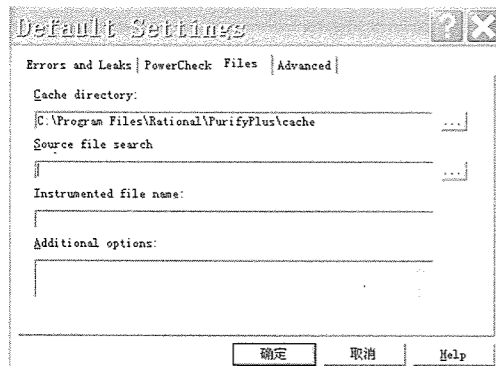 Default Settings
Errors and Leaks PowerCheck Files Advanced
Cache directory:
C:\Program Files\Rational\PurifyPlus\cache ...
Source file search
...
Instrumented file name:
Additional options:
确定 取消 Help